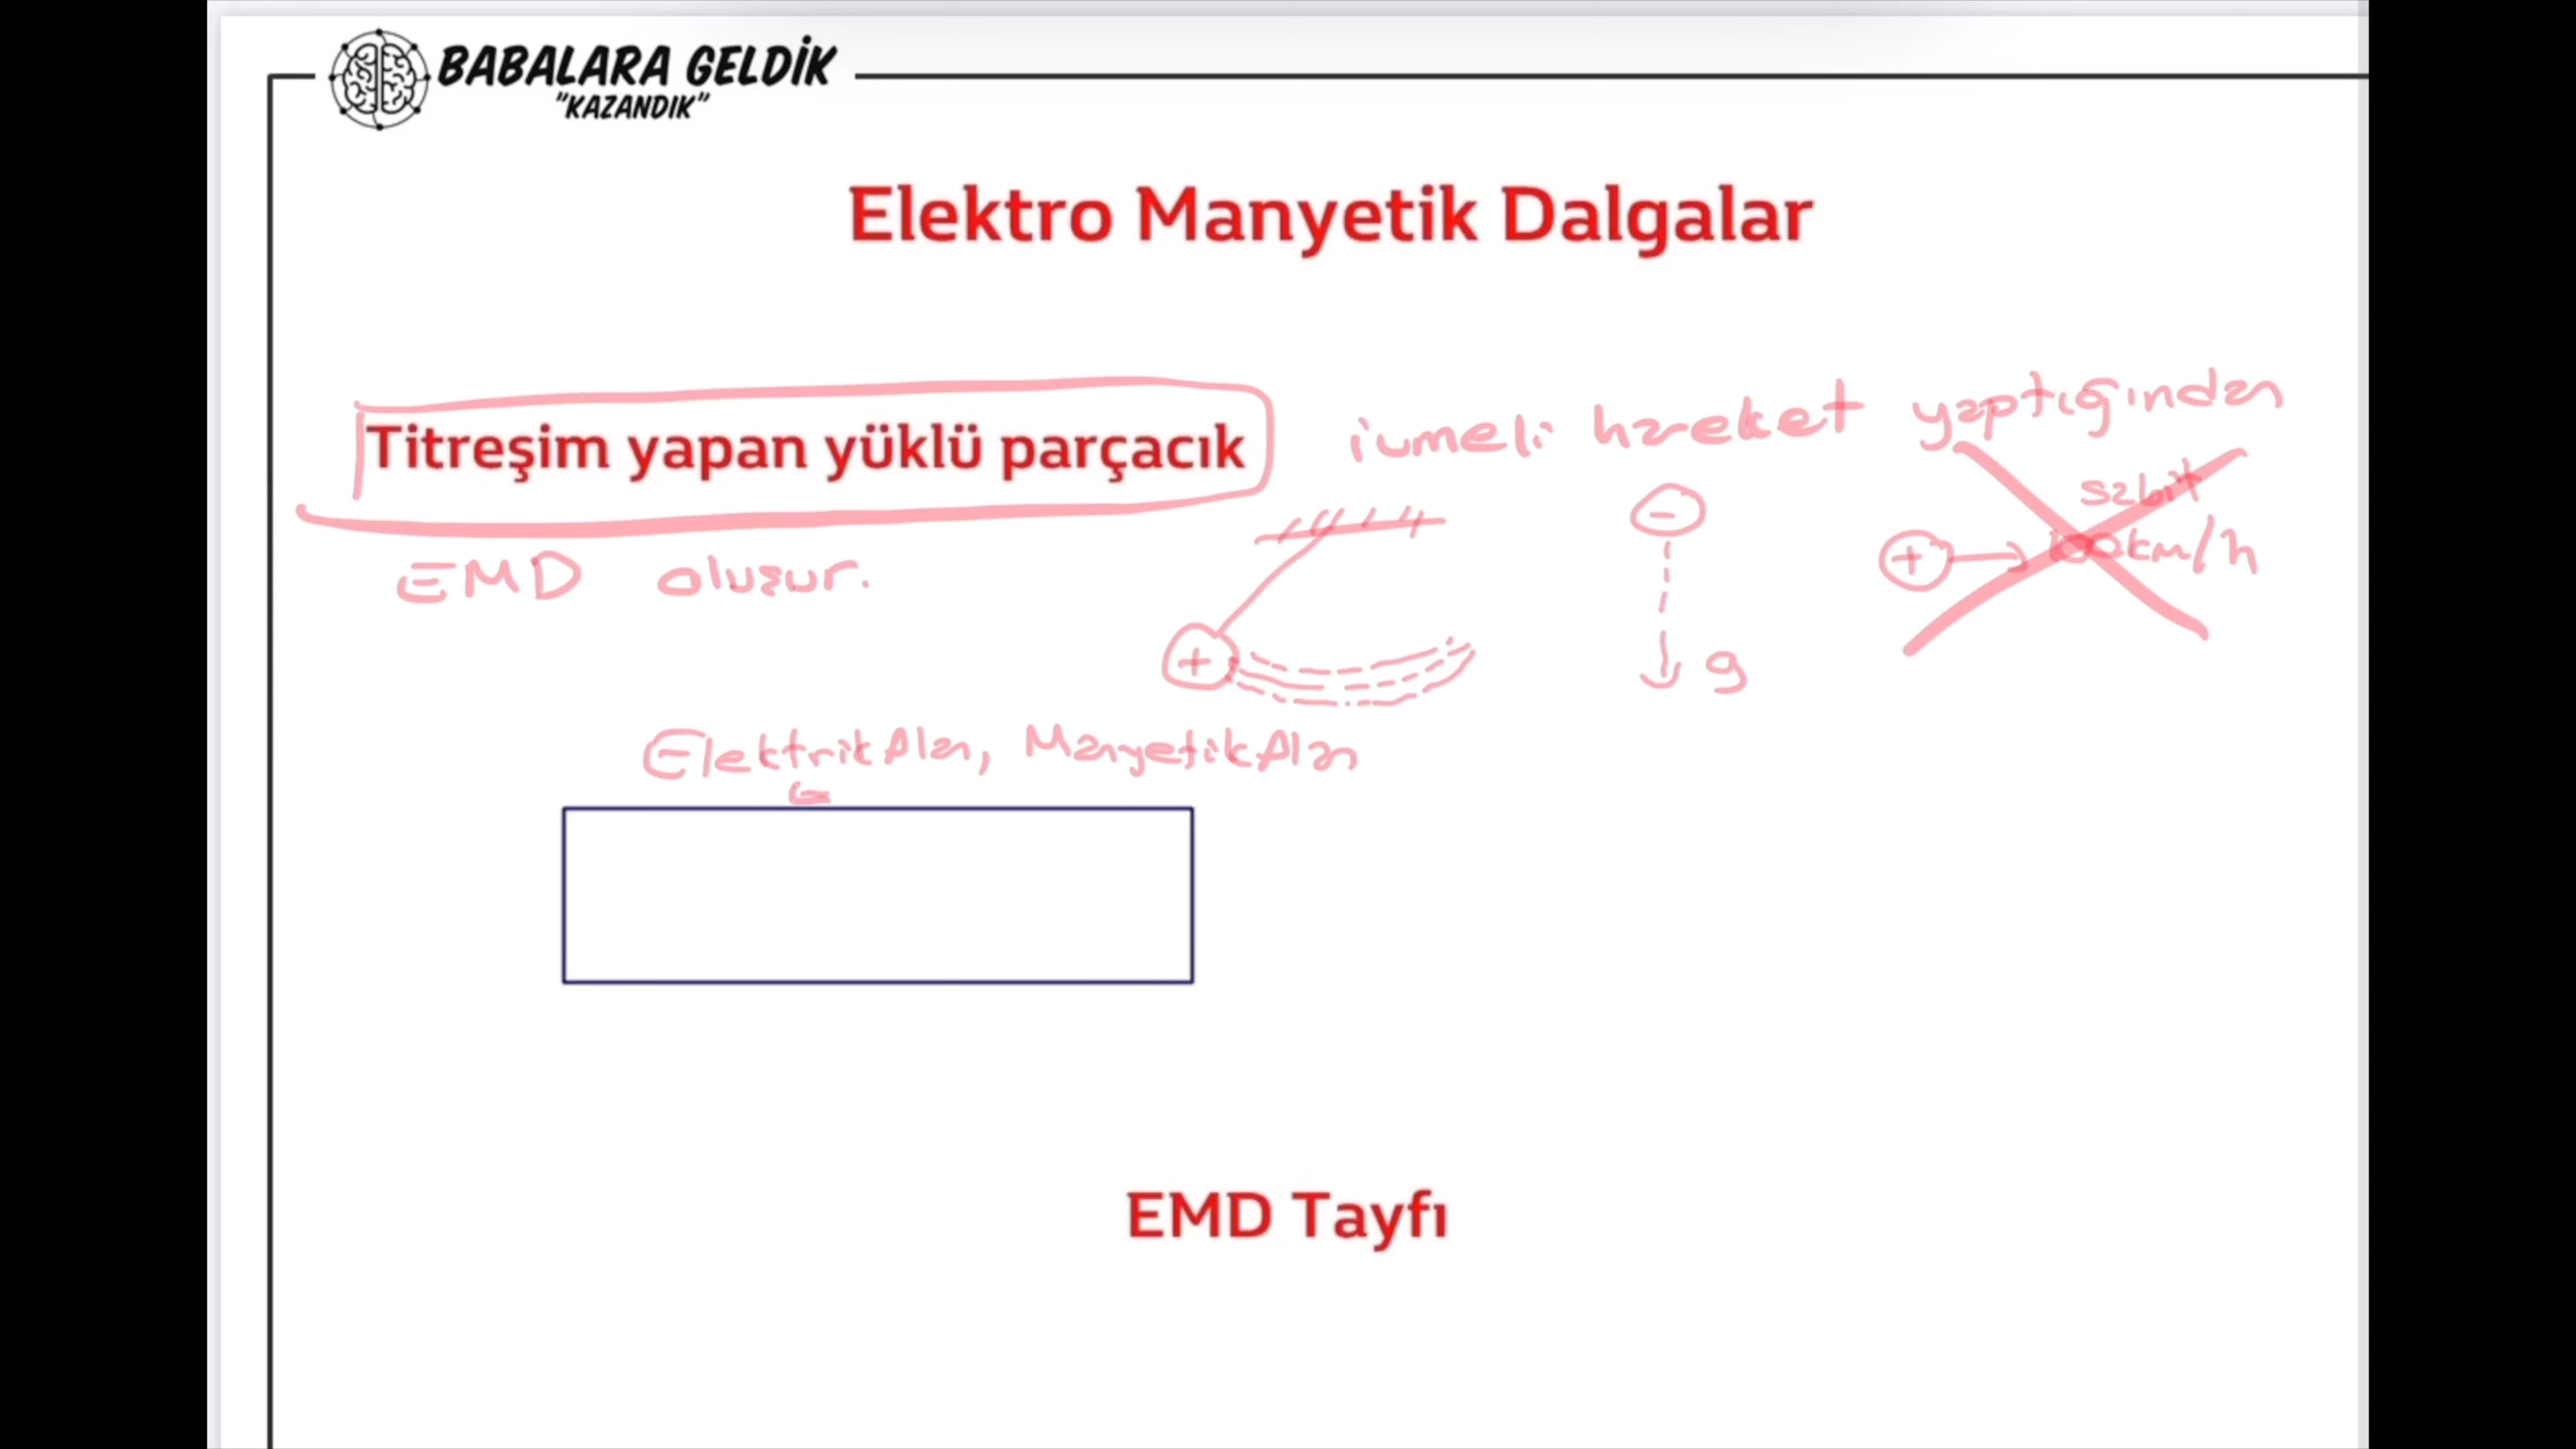 BABALARA GELDİK
"KAZANDIK"
Elektro Manyetik Dalgalar
Titreşim yapan yüklü parçacık
ivmeli hareket yaptığından
EMD oluşur.
+
-
g
+
sabit
km/h
Elektrik Alan, Manyetik Alan
EMD Tayfı